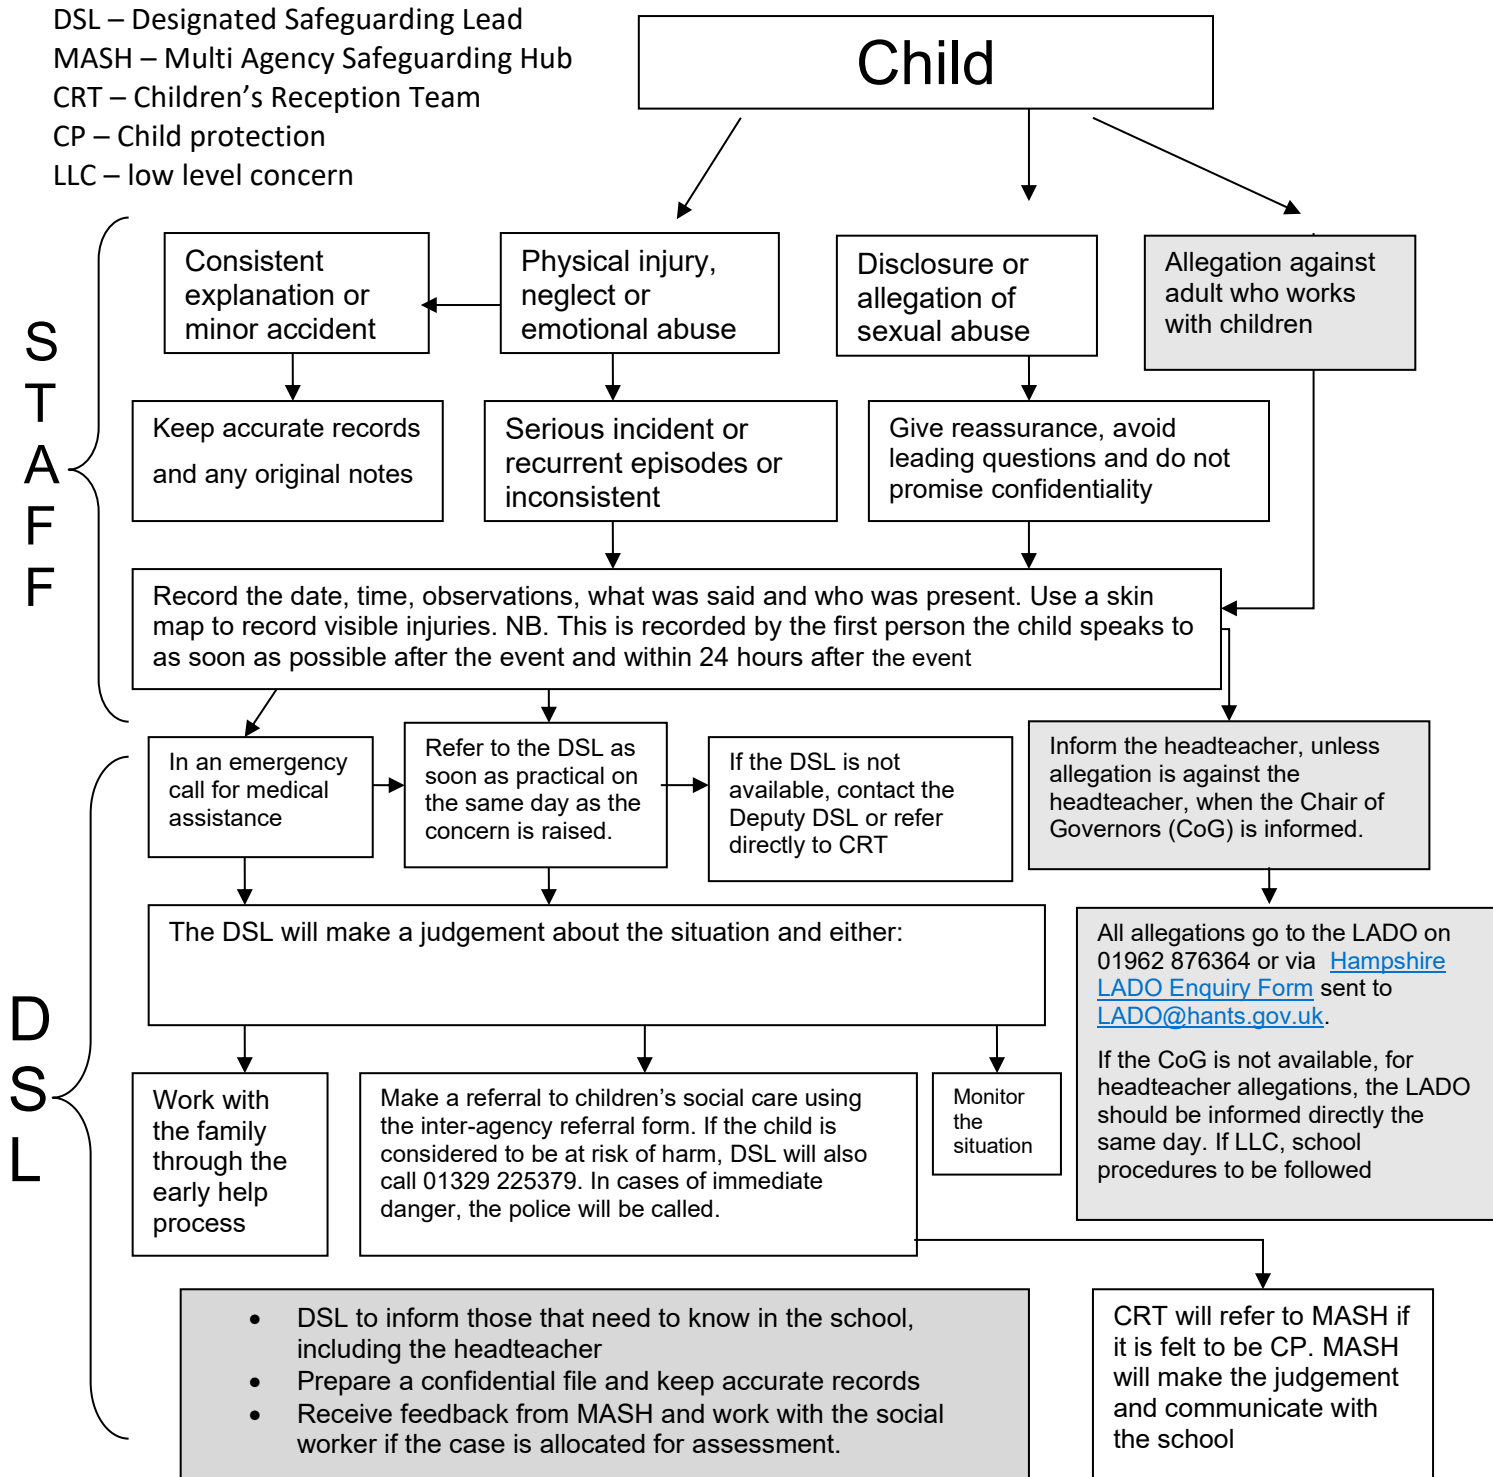 DSL – Designated Safeguarding Lead
MASH – Multi Agency Safeguarding Hub
CRT – Children’s Reception Team
CP – Child protection
LLC – low level concern
Child
S
T
A
F
F
Consistent
explanation or
minor accident
Physical injury,
neglect or
emotional abuse
Disclosure or
allegation of
sexual abuse
Allegation against
adult who works
with children
Keep accurate records
and any original notes
Serious incident or
recurrent episodes or
inconsistent
Give reassurance, avoid
leading questions and do not
promise confidentiality
Record the date, time, observations, what was said and who was present. Use a skin
map to record visible injuries. NB. This is recorded by the first person the child speaks to
as soon as possible after the event and within 24 hours after the event
D
S
L
In an emergency
call for medical
assistance
Refer to the DSL as
soon as practical on
the same day as the
concern is raised.
If the DSL is not
available, contact the
Deputy DSL or refer
directly to CRT
Inform the headteacher, unless
allegation is against the
headteacher, when the Chair of
Governors (CoG) is informed.
The DSL will make a judgement about the situation and either:
All allegations go to the LADO on
01962 876364 or via Hampshire
LADO Enquiry Form sent to
LADO@hants.gov.uk.
If the CoG is not available, for
headteacher allegations, the LADO
should be informed directly the
same day. If LLC, school
procedures to be followed
Work with
the family
through the
early help
process
Make a referral to children’s social care using
the inter-agency referral form. If the child is
considered to be at risk of harm, DSL will also
call 01329 225379. In cases of immediate
danger, the police will be called.
Monitor
the
situation
• DSL to inform those that need to know in the school,
including the headteacher
• Prepare a confidential file and keep accurate records
• Receive feedback from MASH and work with the social
worker if the case is allocated for assessment.
CRT will refer to MASH if
it is felt to be CP. MASH
will make the judgement
and communicate with
the school